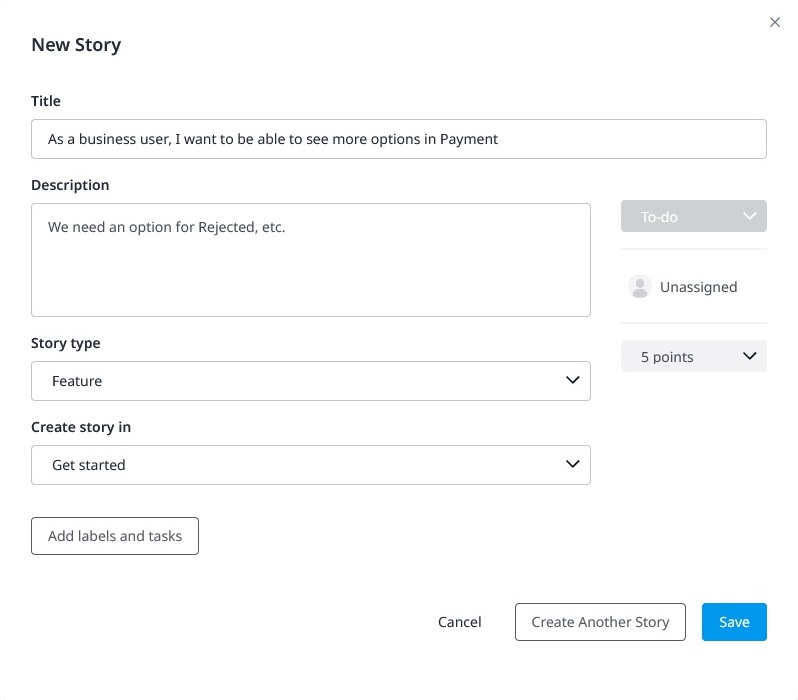 New Story
Title
As a business user, I want to be able to see more options in Payment
Description
We need an option for Rejected, etc.
To-do
Unassigned
5 points
Story type
Feature
Create story in
Get started
Add labels and tasks
Cancel
Create Another Story
Save